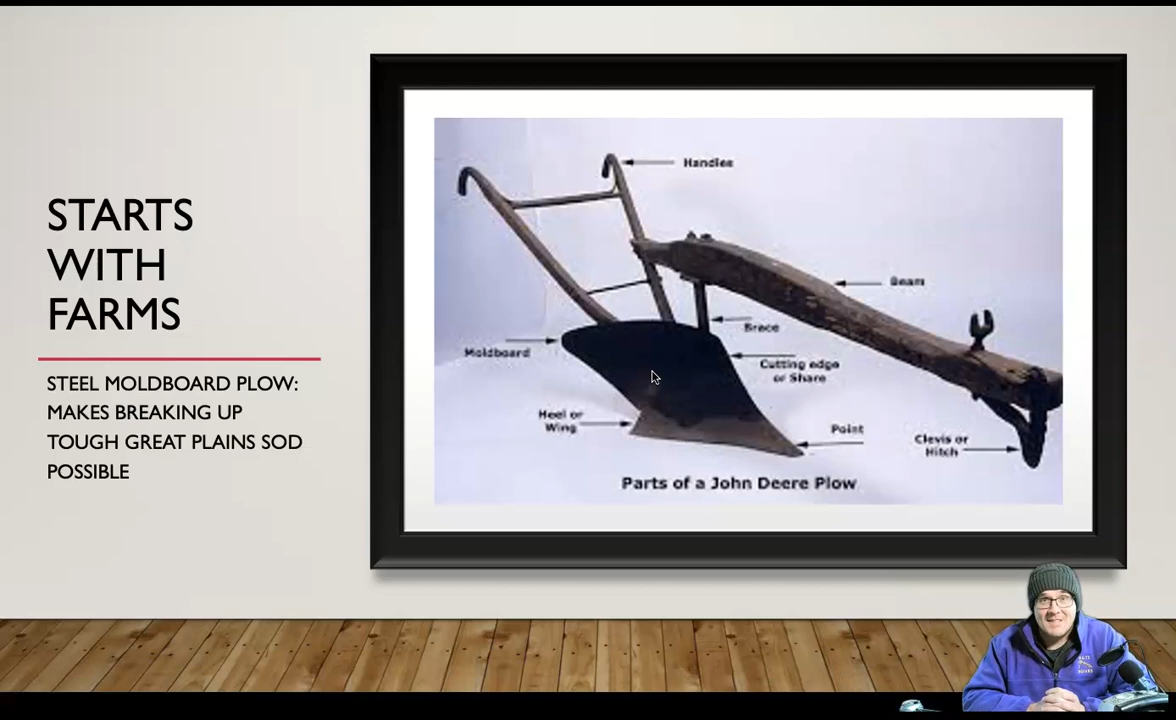 STARTS
WITH
FARMS
STEEL MOLDBOARD PLOW:
MAKES BREAKING UP
TOUGH GREAT PLAINS SOD
POSSIBLE
Handles
Beam
Brace
Moldboard
Cutting edge
or Share
Heel or
Wing
Point
Clevis or
Hitch
Parts of a John Deere Plow